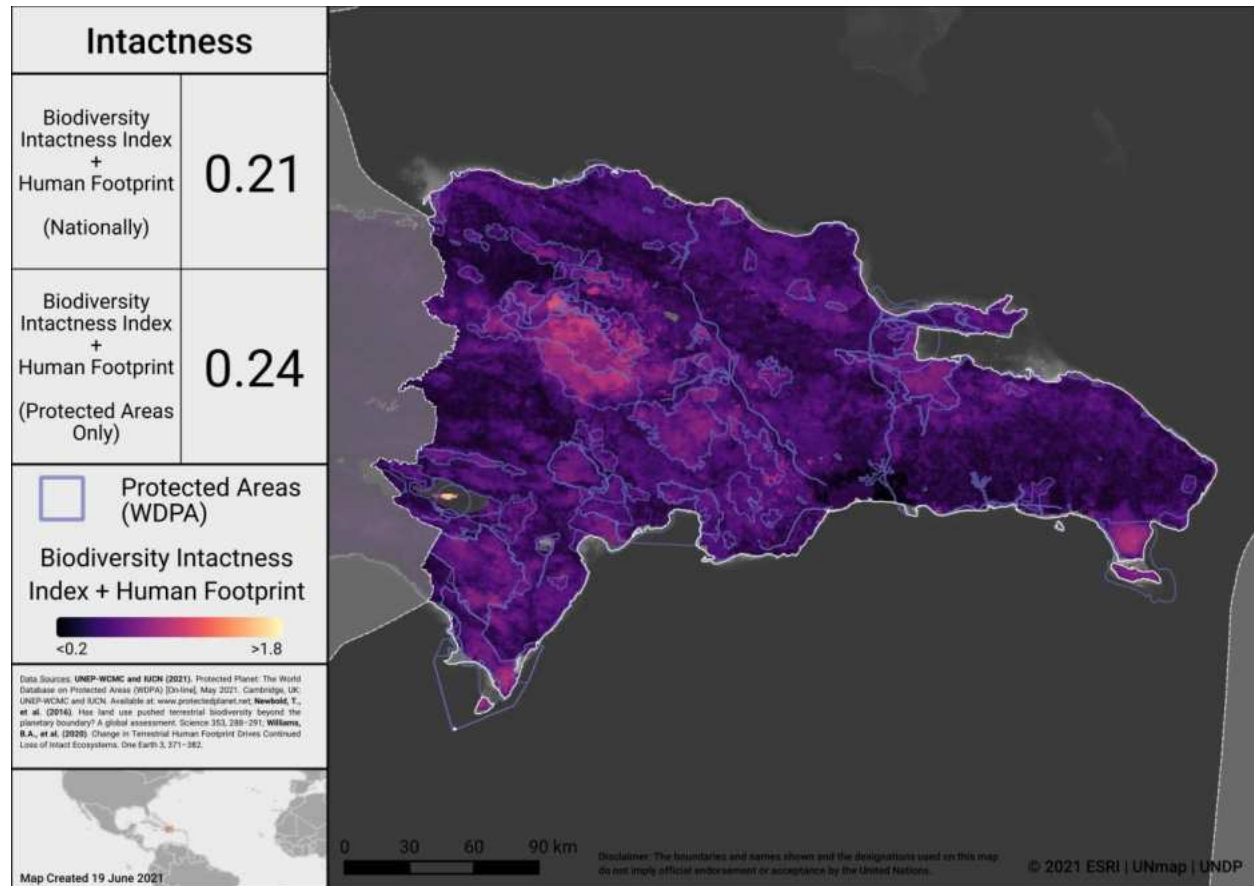 Intactness
Biodiversity
Intactness Index
+
Human Footprint
(Nationally)
0.21
Biodiversity
Intactness Index
+
Human Footprint
(Protected Areas
Only)
0.24
Protected Areas
(WDPA)
Biodiversity Intactness
Index + Human Footprint
<0.2 >1.8
Data Sources: UNEP-WCMC and IUCN (2021). Protected Planet: The World
Database on Protected Areas (WDPA) [On-line], May 2021. Cambridge, UK:
UNEP-WCMC and IUCN. Available at: www.protectedplanet.net; Newbold, T.,
et al. (2016). Has land use pushed terrestrial biodiversity beyond the
planetary boundary? A global assessment. Science 353, 288–291; Williams,
B.A., et al. (2020). Change in Terrestrial Human Footprint Drives Continued
Loss of Intact Ecosystems. One Earth 3, 371–382.
Map Created 19 June 2021
0 30 60 90 km
Disclaimer: The boundaries and names shown and the designations used on this map
do not imply official endorsement or acceptance by the United Nations.
© 2021 ESRI | UNmap | UNDP